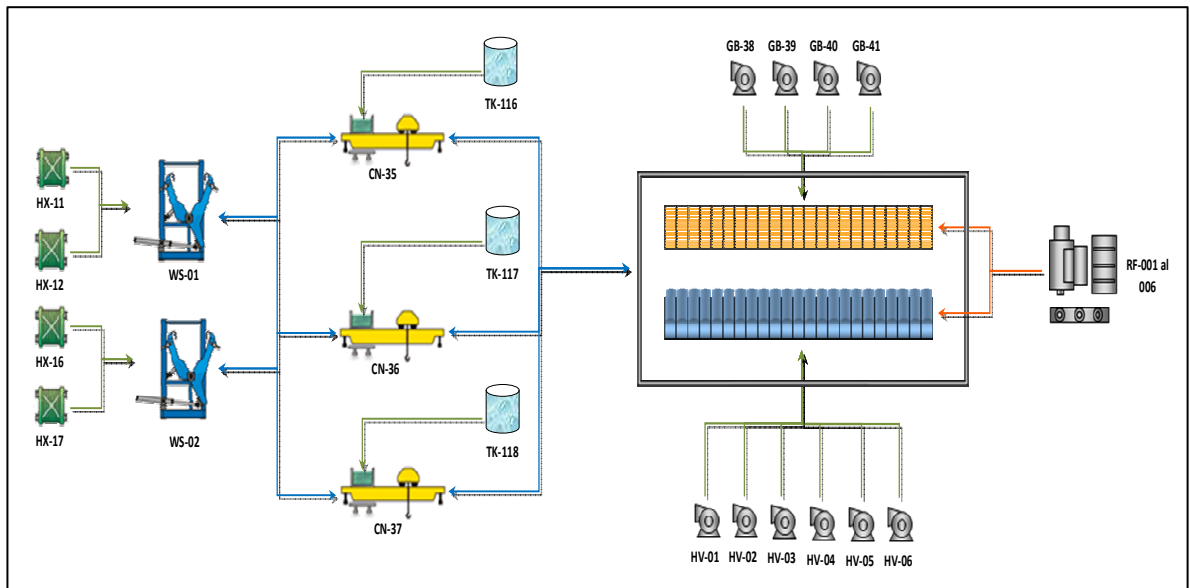 GB-38
GB-39
GB-40
GB-41
TK-116
CN-35
HX-11
HX-12
WS-01
TK-117
RF-001 al
006
HX-16
CN-36
HX-17
WS-02
TK-118
CN-37
HV-01
HV-02
HV-03
HV-04
HV-05
HV-06